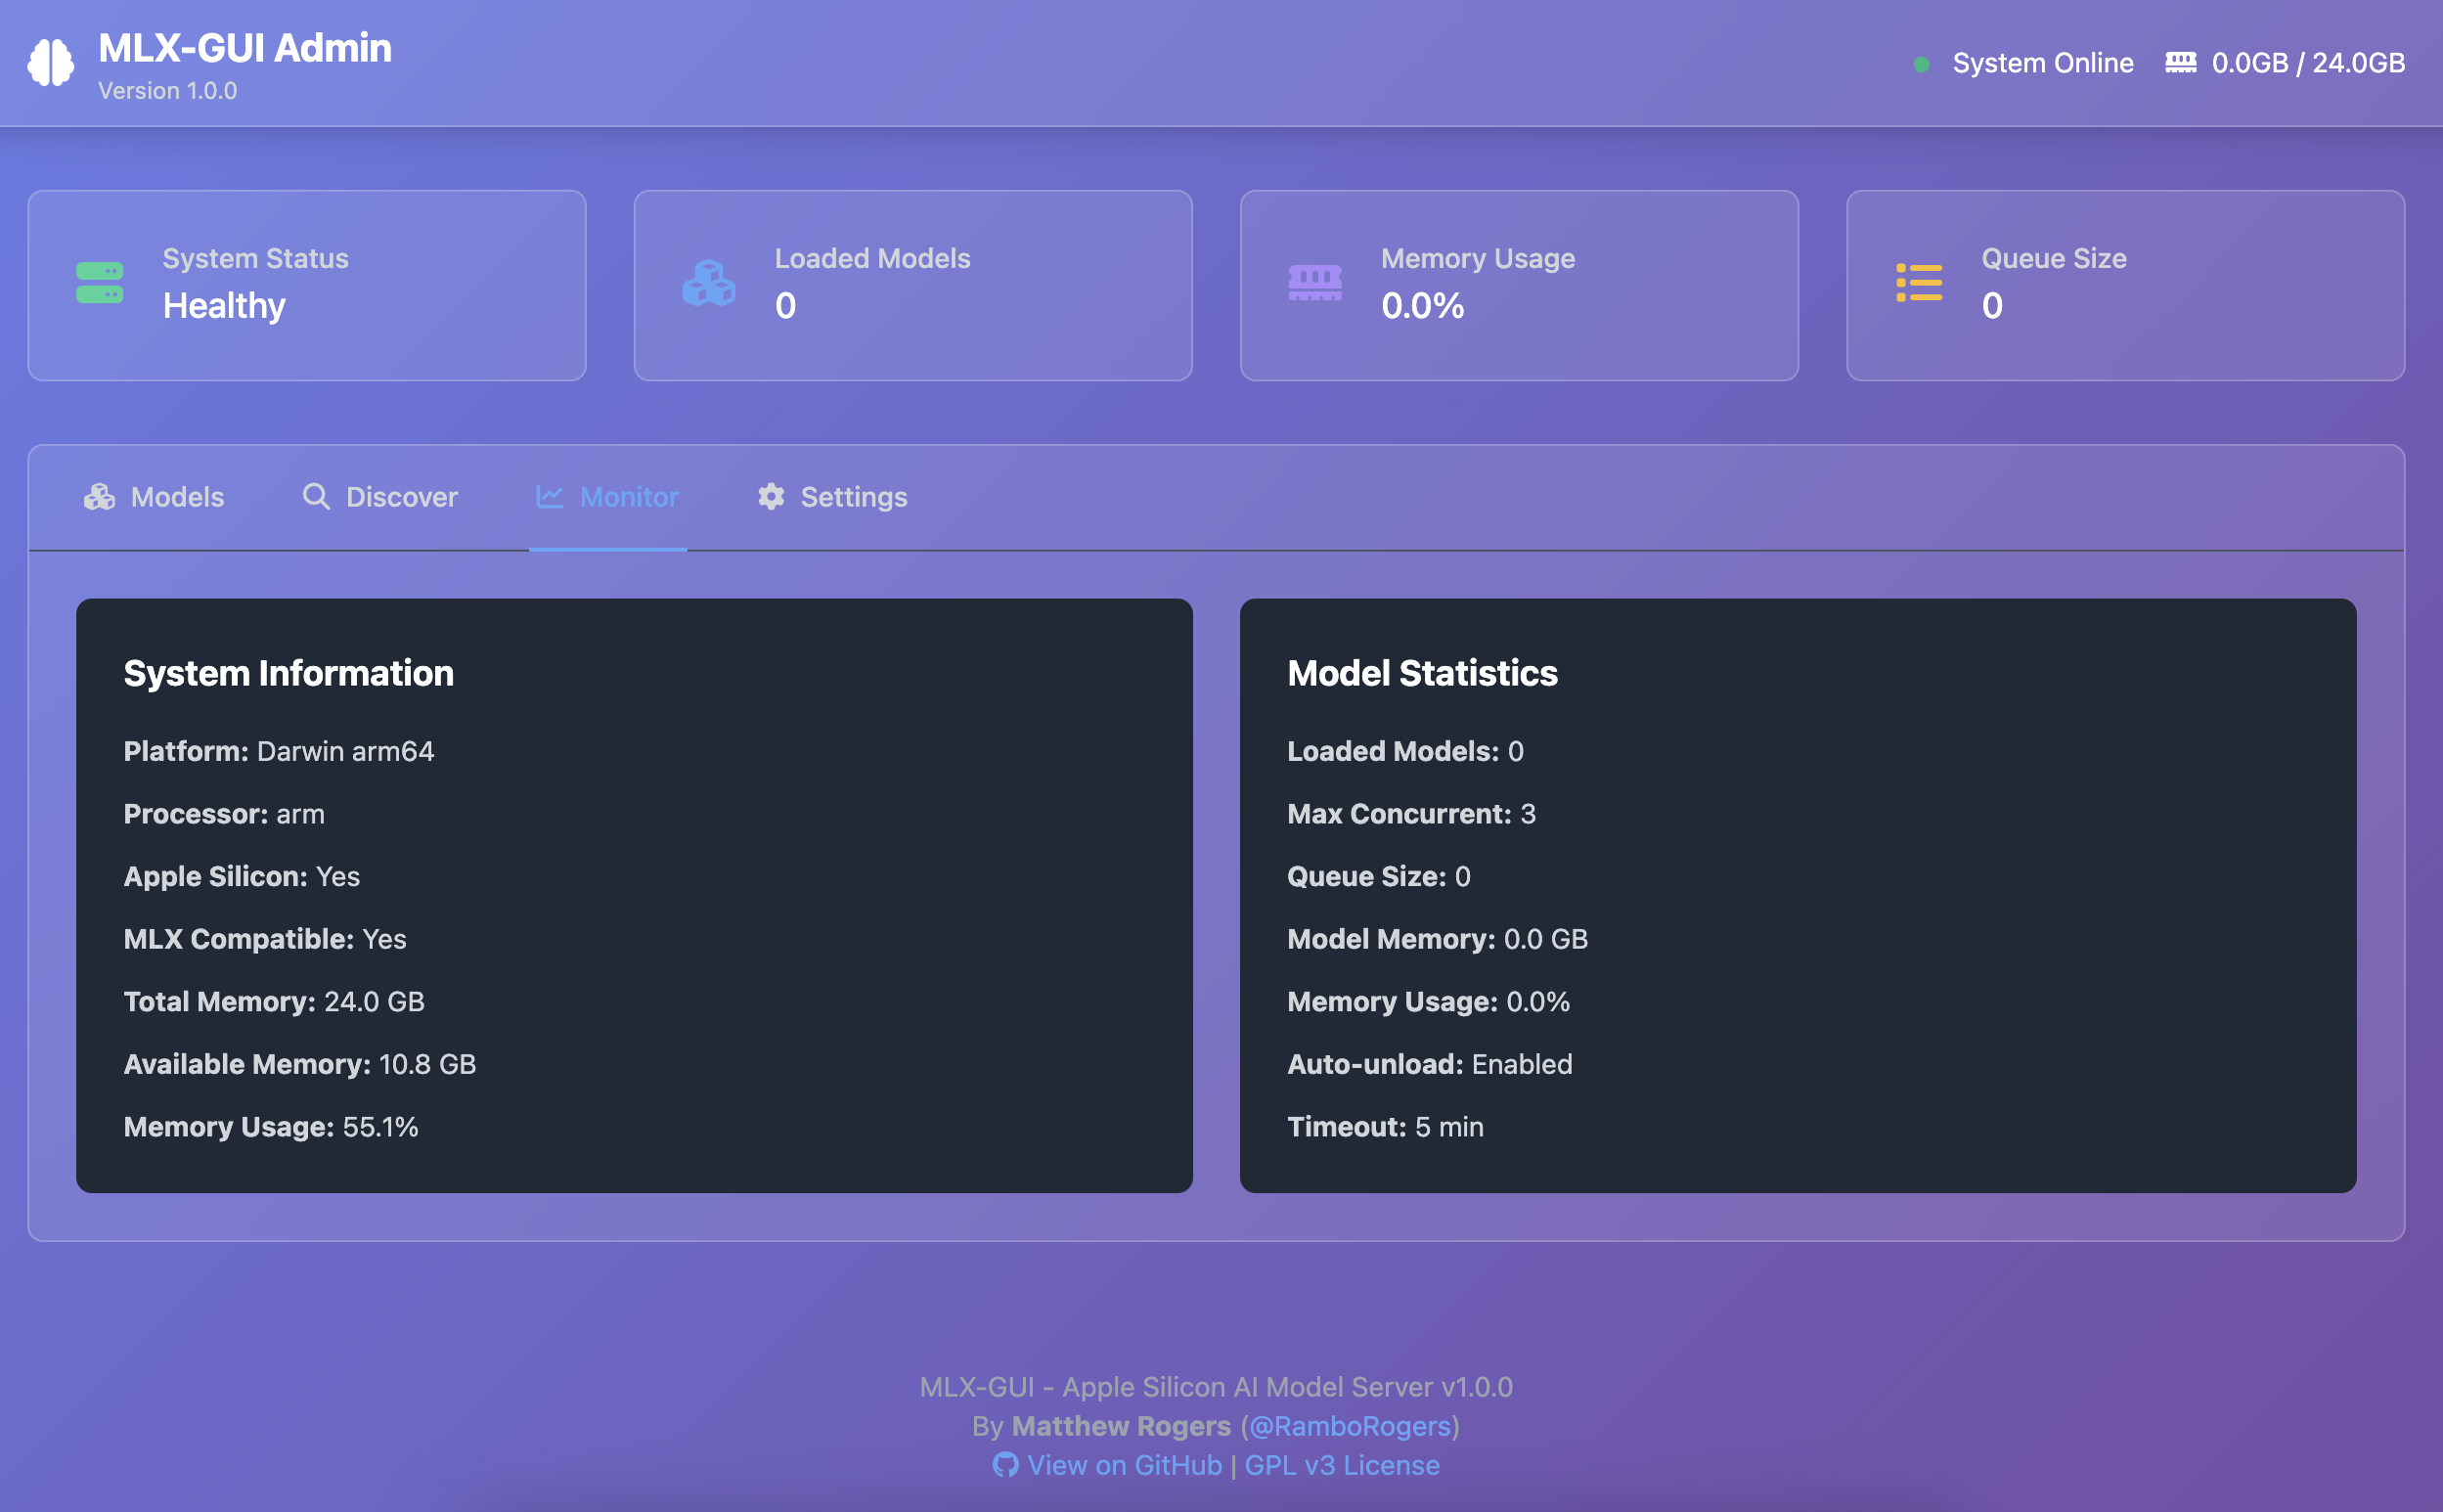 MLX-GUI Admin
Version 1.0.0
System Online
0.0GB / 24.0GB
System Status
Healthy
Loaded Models
0
Memory Usage
0.0%
Queue Size
0
Models
Discover
Monitor
Settings
System Information
Platform: Darwin arm64
Processor: arm
Apple Silicon: Yes
MLX Compatible: Yes
Total Memory: 24.0 GB
Available Memory: 10.8 GB
Memory Usage: 55.1%
Model Statistics
Loaded Models: 0
Max Concurrent: 3
Queue Size: 0
Model Memory: 0.0 GB
Memory Usage: 0.0%
Auto-unload: Enabled
Timeout: 5 min
MLX-GUI - Apple Silicon AI Model Server v1.0.0
By Matthew Rogers (@RamboRogers)
View on GitHub | GPL v3 License